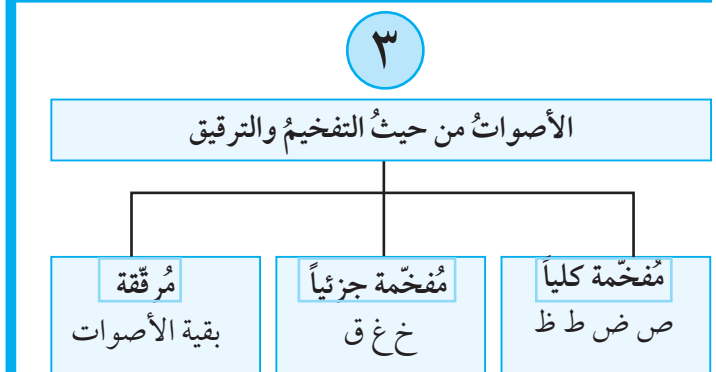 ٣
الأصواتُ من حيثُ التفخيمُ والترقيق
مُفخّمة كلياً
ص ض ط ظ
مُفخّمة جزئياً
خ غ ق
مُرقّقة
بقية الأصوات